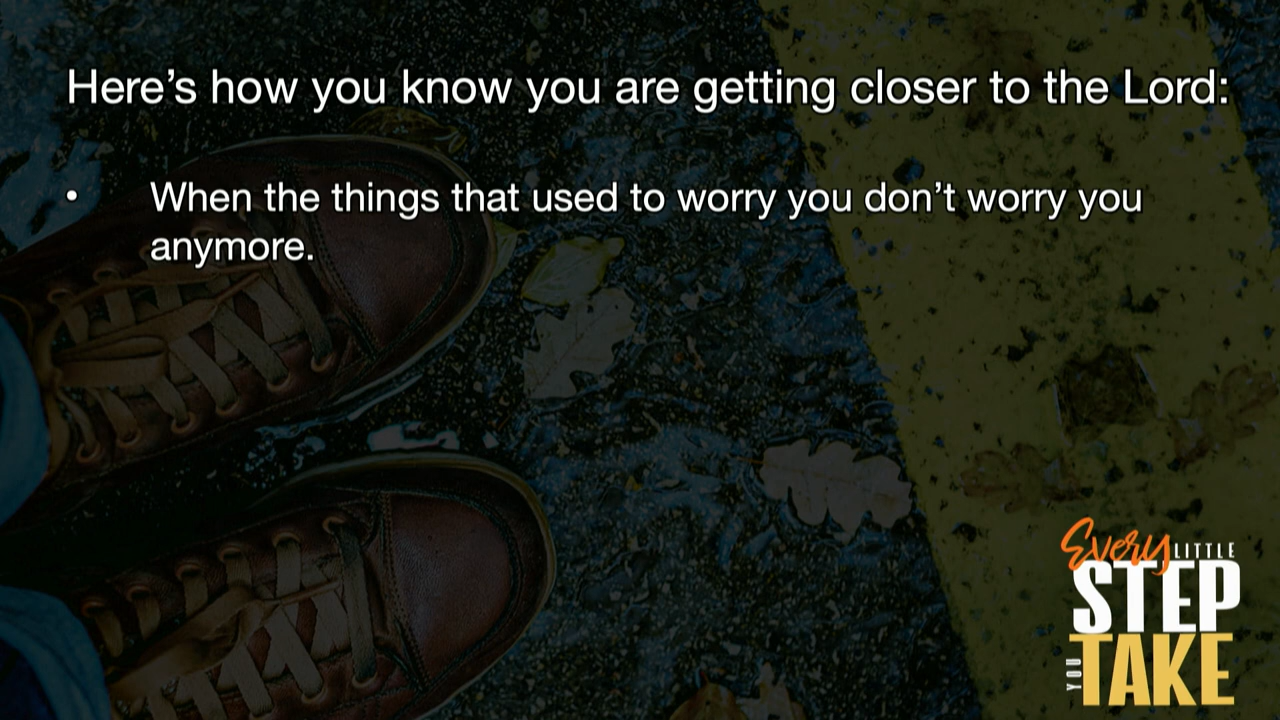 Here’s how you know you are getting closer to the Lord:
• When the things that used to worry you don’t worry you
anymore.
Every LITTLE
STEP
YOU TAKE